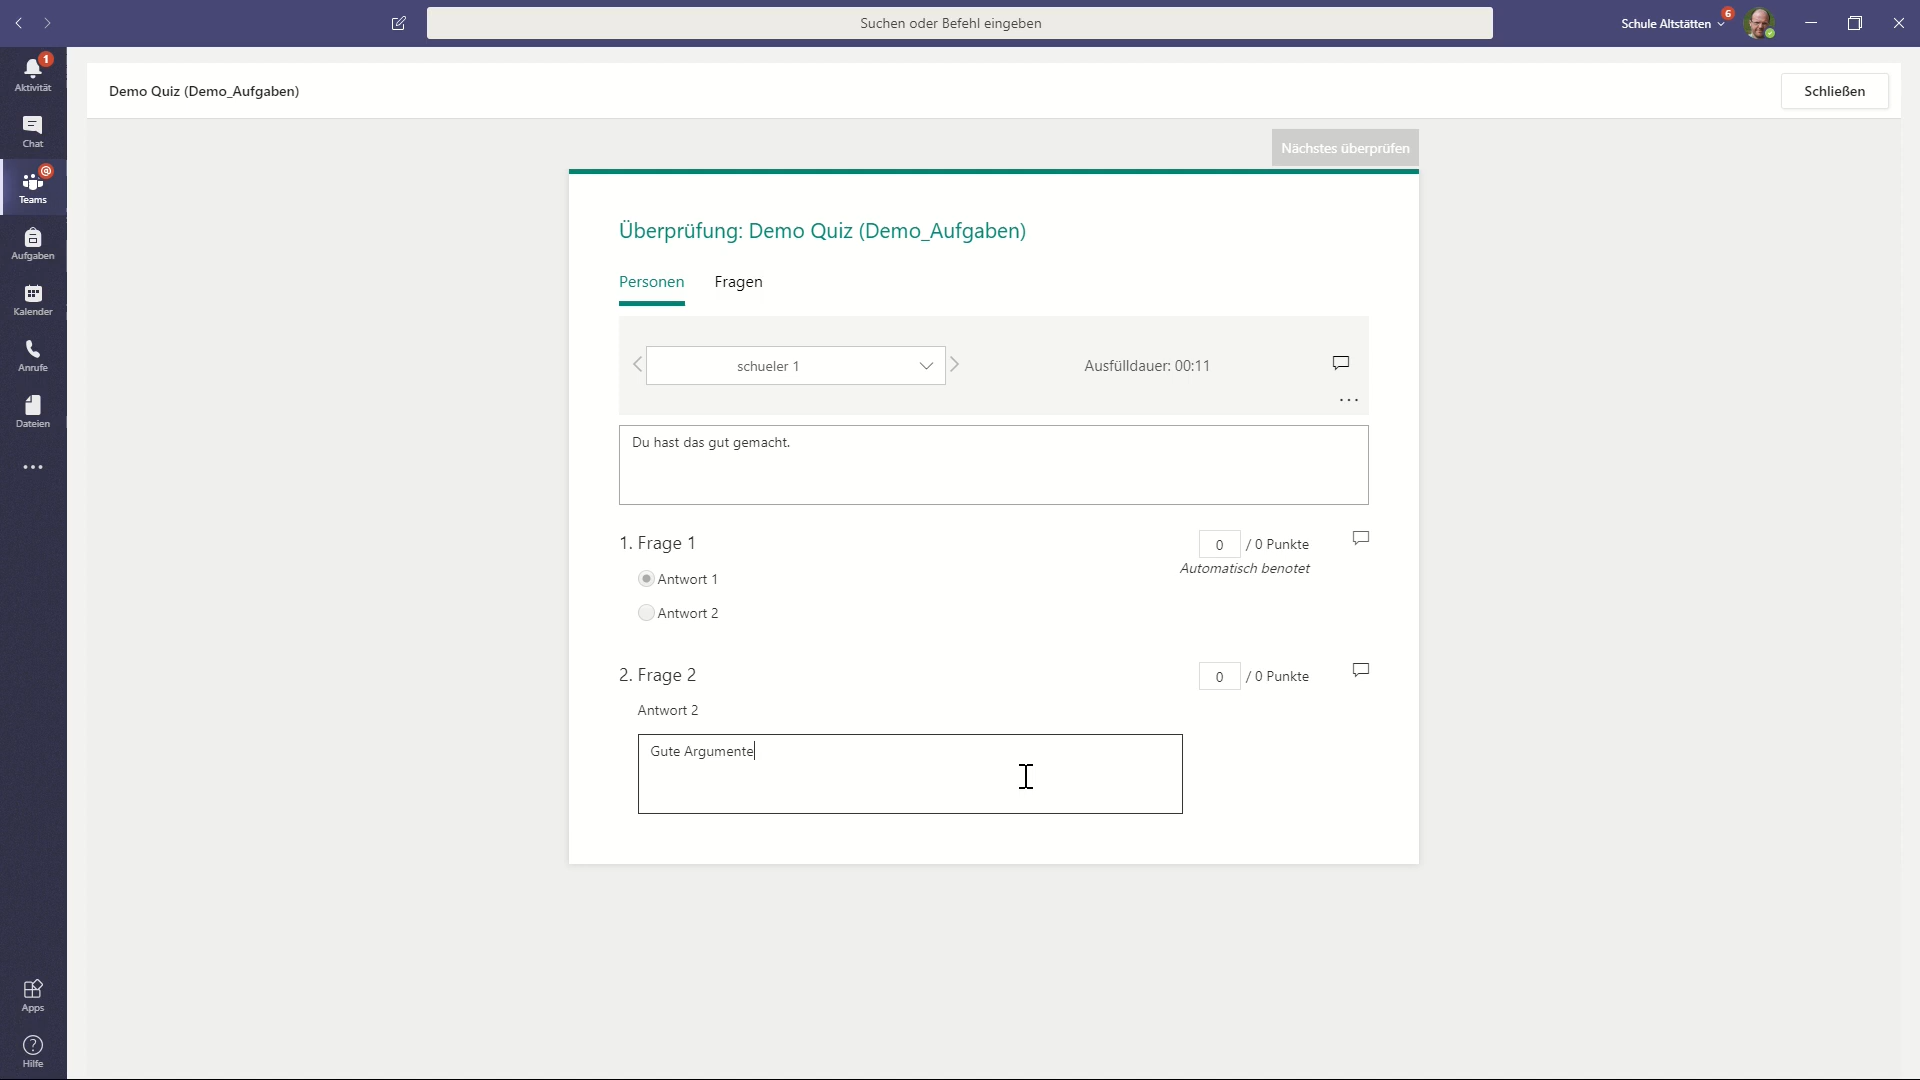 Suchen oder Befehl eingeben
Schule Altstätten
6
1
Aktivität
Chat
@
Teams
Aufgaben
Kalender
Anrufe
Dateien
Apps
Hilfe
Demo Quiz (Demo_Aufgaben)
Schließen
Nächstes überprüfen
Überprüfung: Demo Quiz (Demo_Aufgaben)
Personen Fragen
schueler 1
Ausfülldauer: 00:11
Du hast das gut gemacht.
1. Frage 1
0 / 0 Punkte
Automatisch benotet
Antwort 1
Antwort 2
2. Frage 2
0 / 0 Punkte
Antwort 2
Gute Argumente